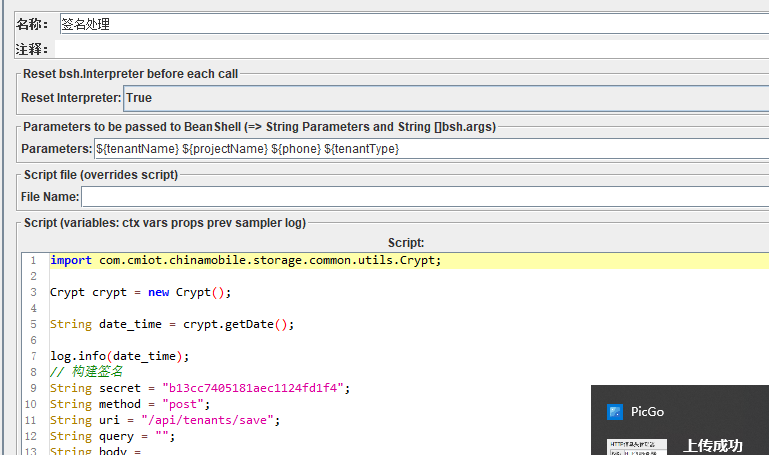 名称： 签名处理
注释：
Reset bsh.Interpreter before each call
Reset Interpreter: True
Parameters to be passed to BeanShell (=> String Parameters and String []bsh.args)
Parameters: ${tenantName} ${projectName} ${phone} ${tenantType}
Script file (overrides script)
File Name:
Script (variables: ctx vars props prev sampler log)
Script:
1 import com.cmiot.chinamobile.storage.common.utils.Crypt;
2
3 Crypt crypt = new Crypt();
4
5 String date_time = crypt.getDate();
6
7 log.info(date_time);
8 // 构建签名
9 String secret = "b13cc7405181aec1124fd1f4";
10 String method = "post";
11 String uri = "/api/tenants/save";
12 String query = "";
13 String body =
PicGo
上传成功